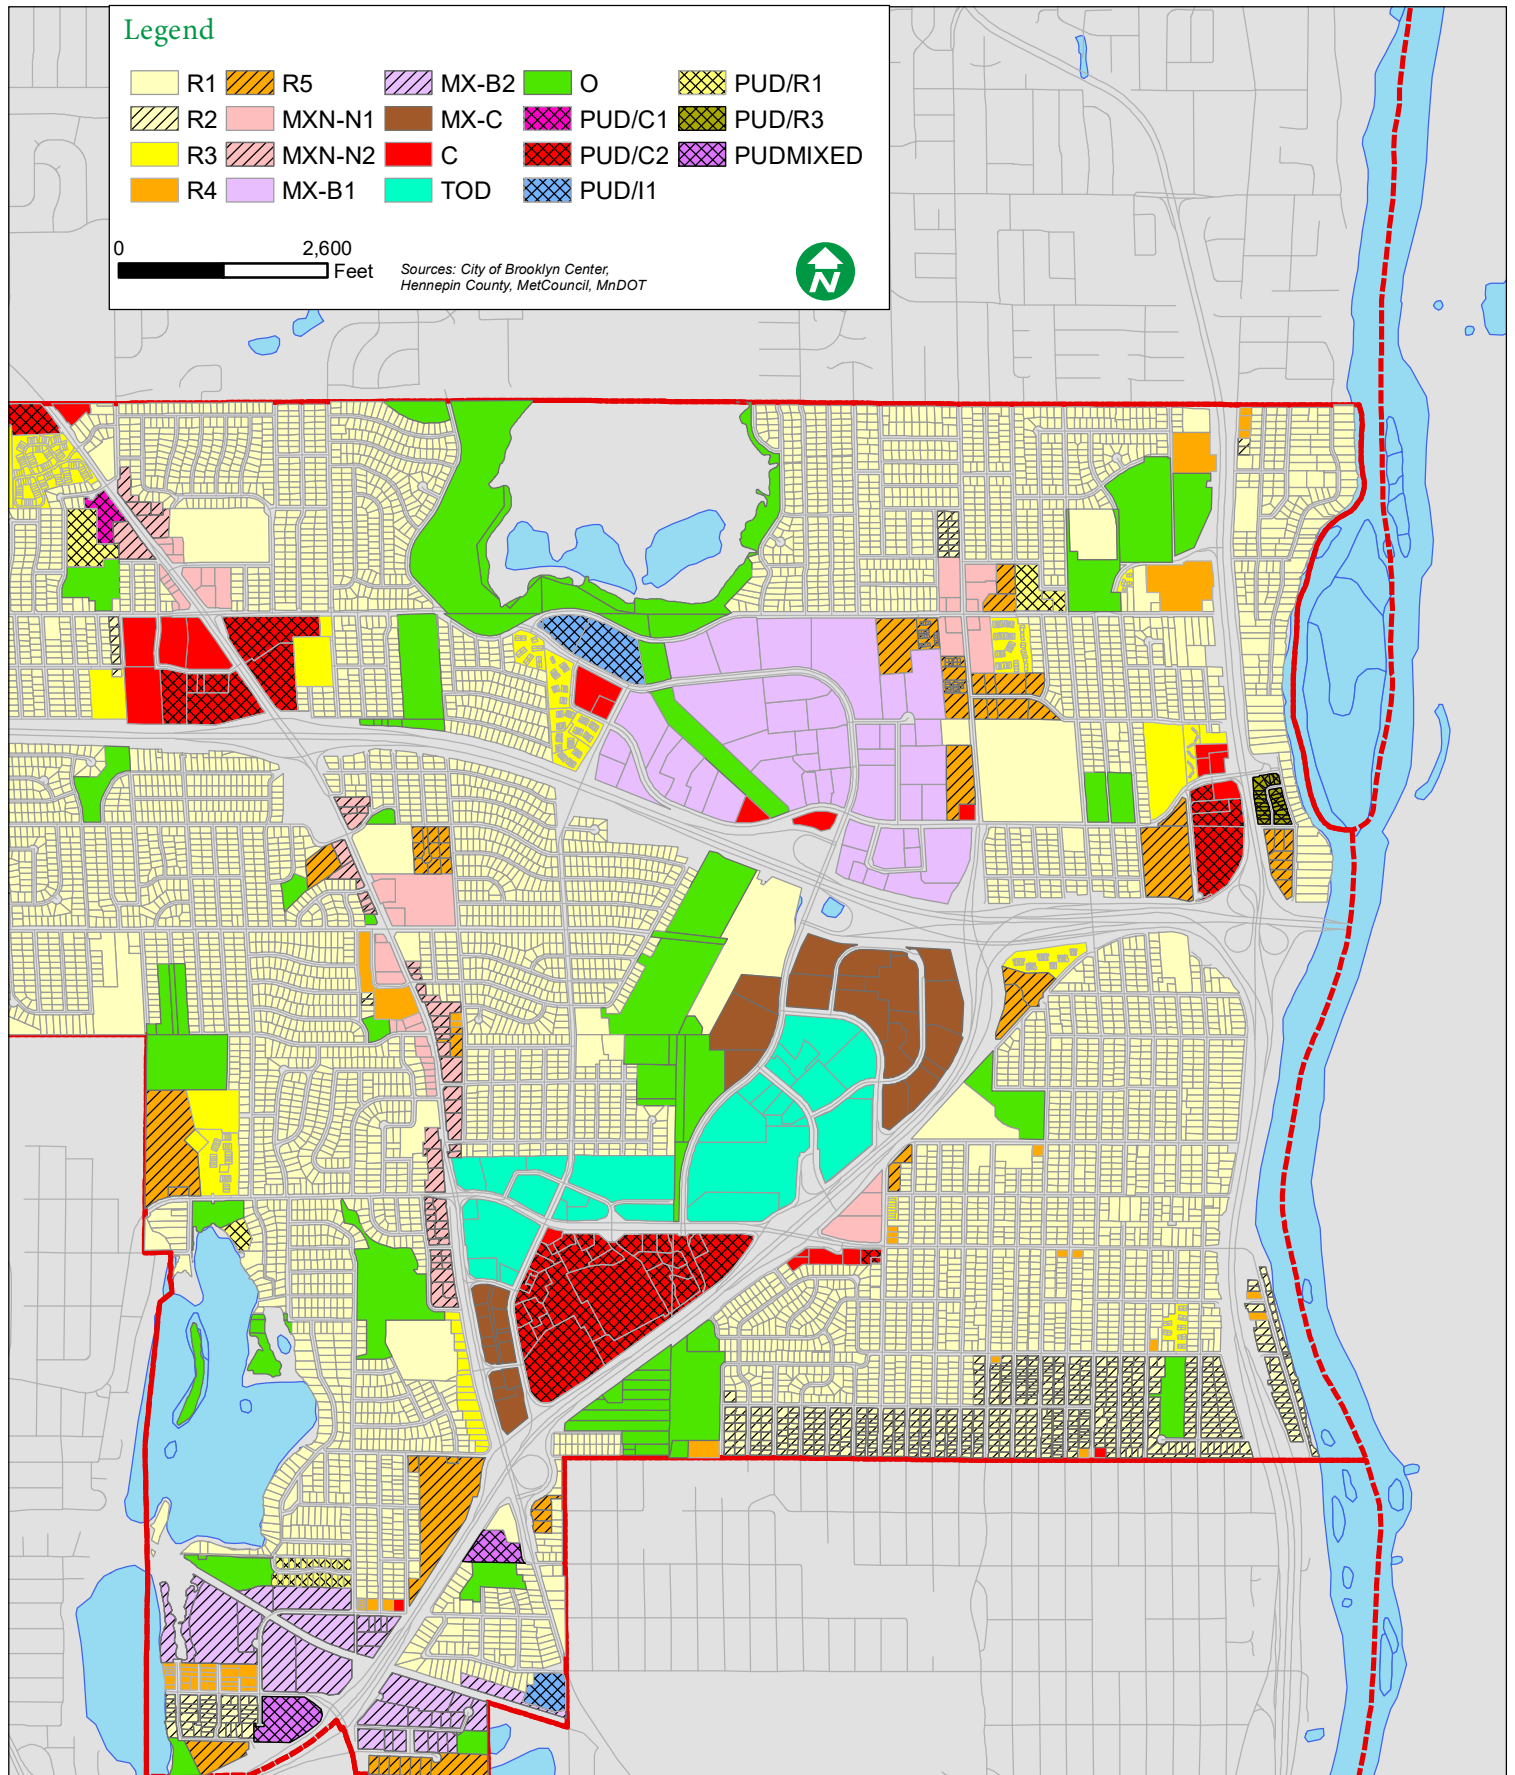 Legend
R1 R5 MX-B2 O PUD/R1
R2 MXN-N1 MX-C PUD/C1 PUD/R3
R3 MXN-N2 C PUD/C2 PUDMIXED
R4 MX-B1 TOD PUD/I1
0 2,600
Feet
Sources: City of Brooklyn Center,
Hennepin County, MetCouncil, MnDOT
N